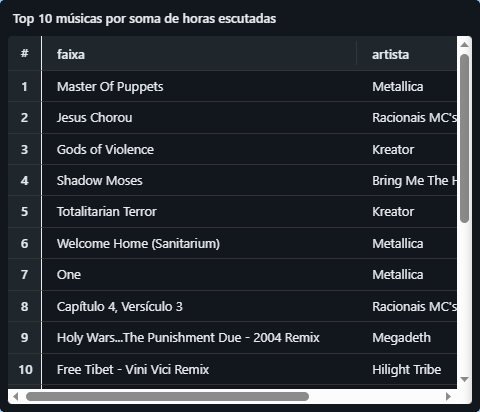 Top 10 músicas por soma de horas escutadas
# faixa artista
1 Master Of Puppets Metallica
2 Jesus Chorou Racionais MC's
3 Gods of Violence Kreator
4 Shadow Moses Bring Me The H
5 Totalitarian Terror Kreator
6 Welcome Home (Sanitarium) Metallica
7 One Metallica
8 Capítulo 4, Versículo 3 Racionais MC's
9 Holy Wars...The Punishment Due - 2004 Remix Megadeth
10 Free Tibet - Vini Vici Remix Hilight Tribe